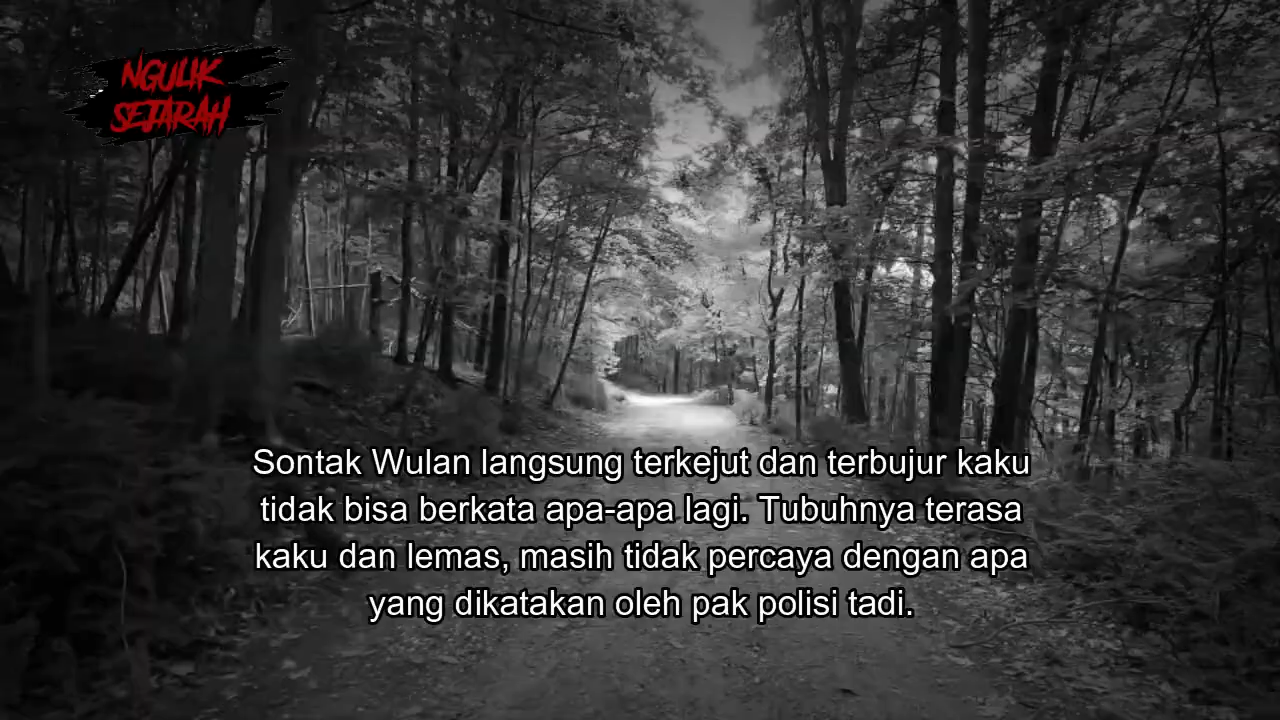 NGULIK
SEJARAH
Sontak Wulan langsung terkejut dan terbujur kaku
tidak bisa berkata apa-apa lagi. Tubuhnya terasa
kaku dan lemas, masih tidak percaya dengan apa
yang dikatakan oleh pak polisi tadi.